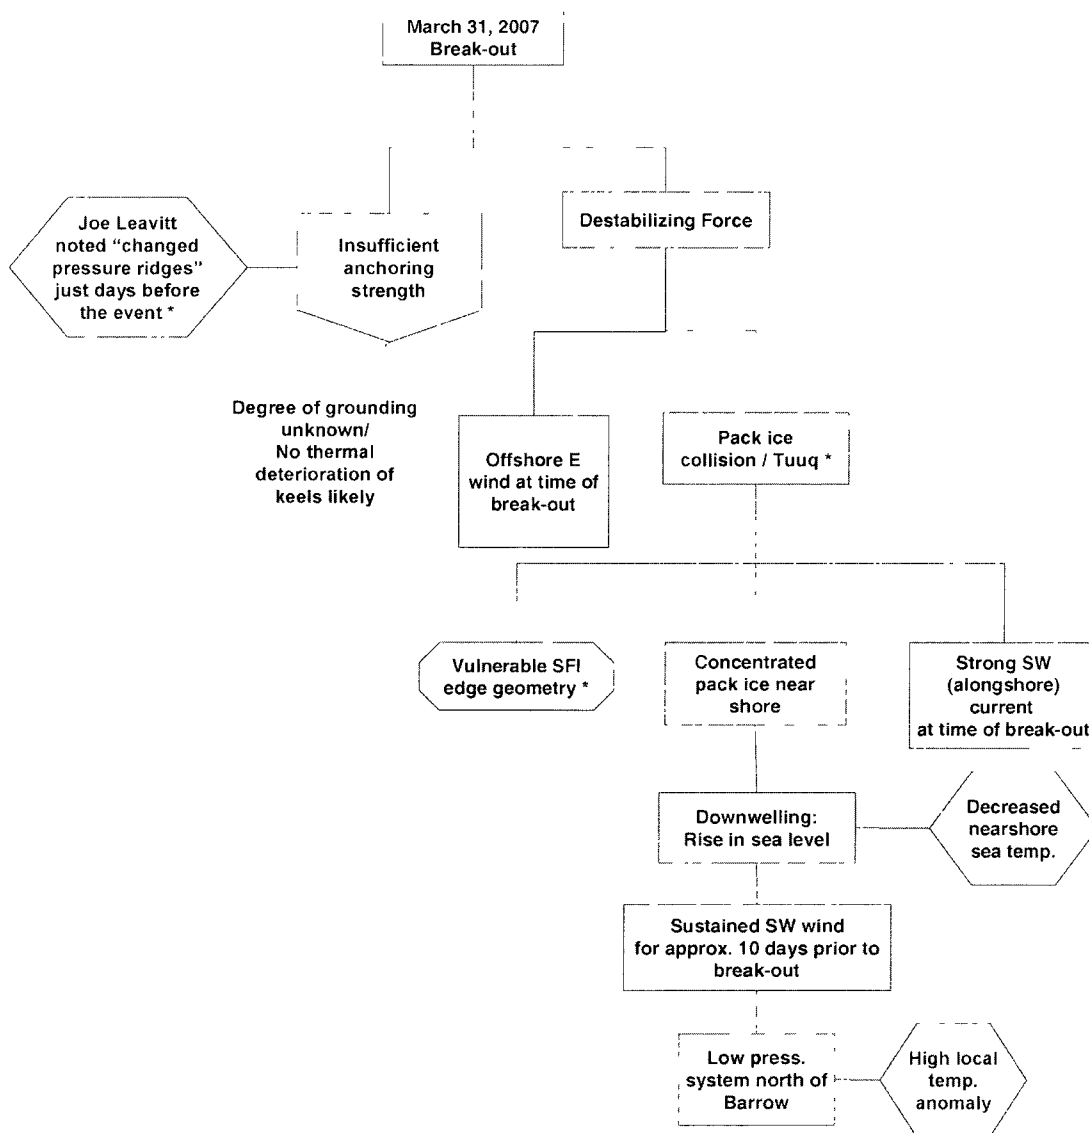 March 31, 2007
Break-out
Joe Leavitt
noted “changed
pressure ridges”
just days before
the event *
Insufficient
anchoring
strength
Destabilizing Force
Degree of grounding
unknown/
No thermal
deterioration of
keels likely
Offshore E
wind at time of
break-out
Pack ice
collision / Tuuq *
Vulnerable SFI
edge geometry *
Concentrated
pack ice near
shore
Strong SW
(alongshore)
current
at time of break-out
Downwelling:
Rise in sea level
Decreased
nearshore
sea temp.
Sustained SW wind
for approx. 10 days prior to
break-out
Low press.
system north of
Barrow
High local
temp.
anomaly